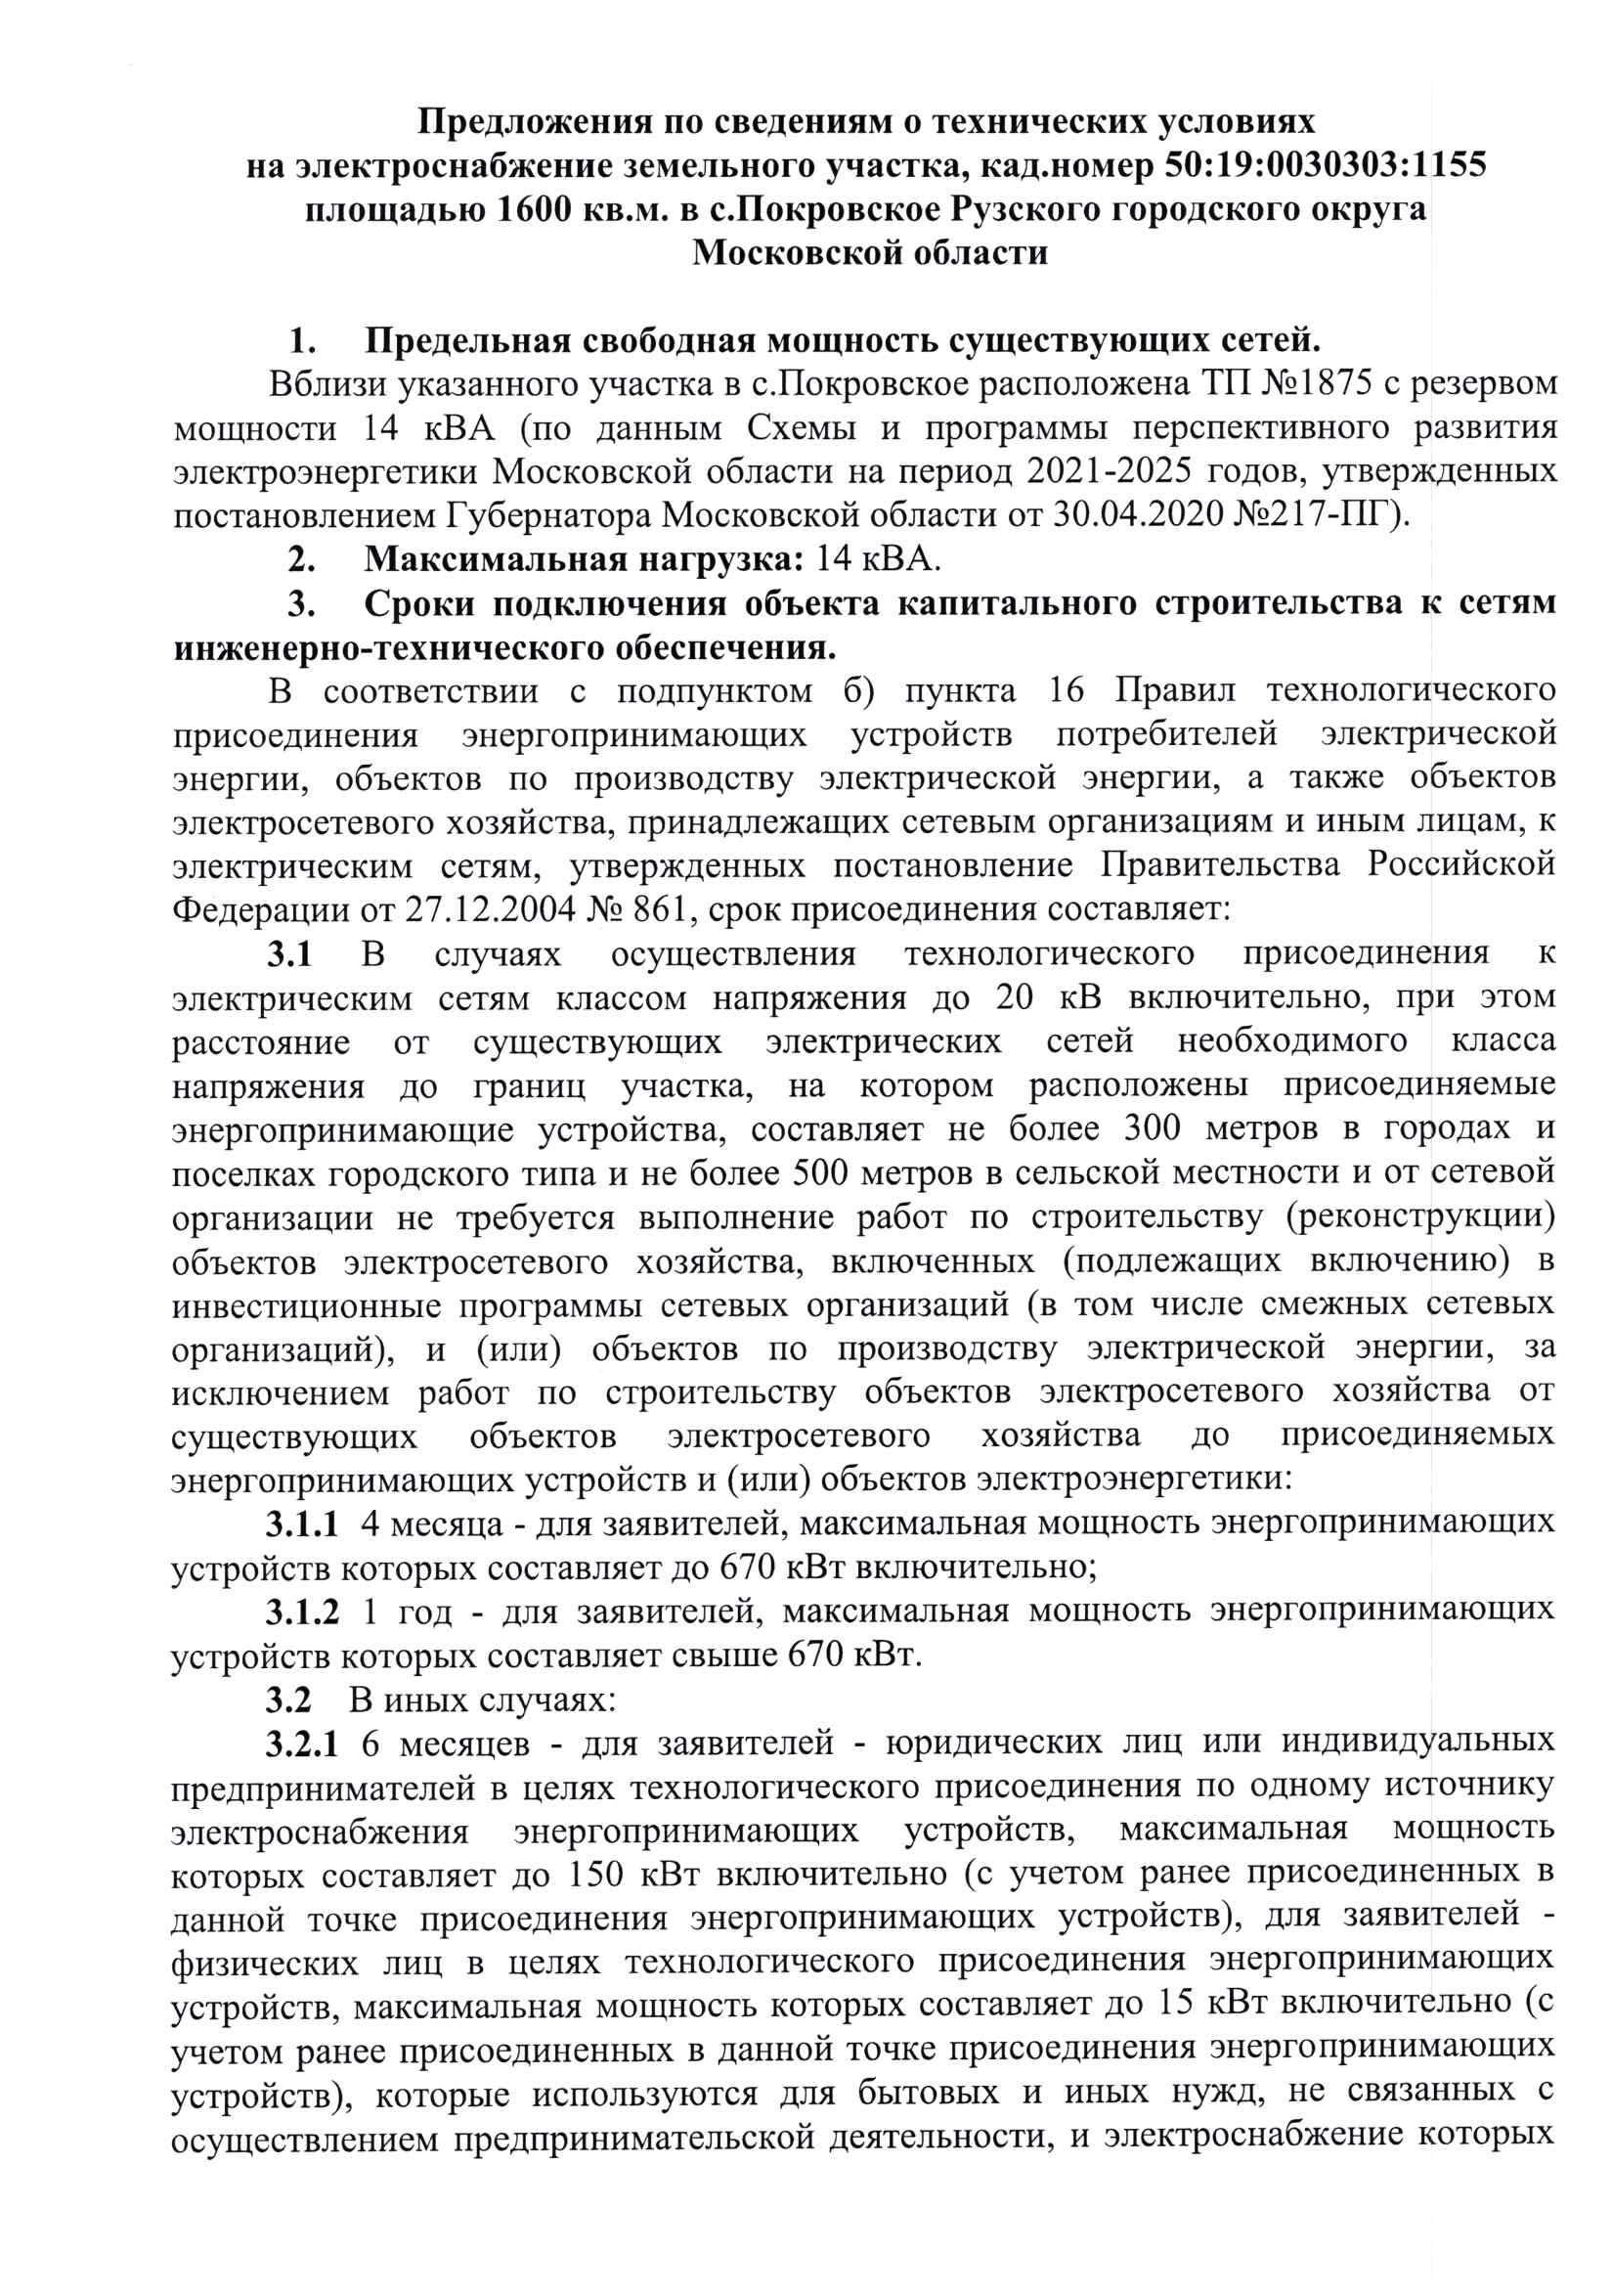 Предложения по сведениям о технических условиях
на электроснабжение земельного участка, кад.номер 50:19:0030303:1155
площадью 1600 кв.м. в с.Покровское Рузского городского округа
Московской области
1. Предельная свободная мощность существующих сетей.
Вблизи указанного участка в с.Покровское расположена ТП №1875 с резервом
мощности 14 кВА (по данным Схемы и программы перспективного развития
электроэнергетики Московской области на период 2021-2025 годов, утвержденных
постановлением Губернатора Московской области от 30.04.2020 №217-ПГ).
2. Максимальная нагрузка: 14 кВА.
3. Сроки подключения объекта капитального строительства к сетям
инженерно-технического обеспечения.
В соответствии с подпунктом б) пункта 16 Правил технологического
присоединения энергопринимающих устройств потребителей электрической
энергии, объектов по производству электрической энергии, а также объектов
электросетевого хозяйства, принадлежащих сетевым организациям и иным лицам, к
электрическим сетям, утвержденных постановление Правительства Российской
Федерации от 27.12.2004 № 861, срок присоединения составляет:
3.1 В случаях осуществления технологического присоединения к
электрическим сетям классом напряжения до 20 кВ включительно, при этом
расстояние от существующих электрических сетей необходимого класса
напряжения до границ участка, на котором расположены присоединяемые
энергопринимающие устройства, составляет не более 300 метров в городах и
поселках городского типа и не более 500 метров в сельской местности и от сетевой
организации не требуется выполнение работ по строительству (реконструкции)
объектов электросетевого хозяйства, включенных (подлежащих включению) в
инвестиционные программы сетевых организаций (в том числе смежных сетевых
организаций), и (или) объектов по производству электрической энергии, за
исключением работ по строительству объектов электросетевого хозяйства от
существующих объектов электросетевого хозяйства до присоединяемых
энергопринимающих устройств и (или) объектов электроэнергетики:
3.1.1 4 месяца - для заявителей, максимальная мощность энергопринимающих
устройств которых составляет до 670 кВт включительно;
3.1.2 1 год - для заявителей, максимальная мощность энергопринимающих
устройств которых составляет свыше 670 кВт.
3.2 В иных случаях:
3.2.1 6 месяцев - для заявителей - юридических лиц или индивидуальных
предпринимателей в целях технологического присоединения по одному источнику
электроснабжения энергопринимающих устройств, максимальная мощность
которых составляет до 150 кВт включительно (с учетом ранее присоединенных в
данной точке присоединения энергопринимающих устройств), для заявителей -
физических лиц в целях технологического присоединения энергопринимающих
устройств, максимальная мощность которых составляет до 15 кВт включительно (с
учетом ранее присоединенных в данной точке присоединения энергопринимающих
устройств), которые используются для бытовых и иных нужд, не связанных с
осуществлением предпринимательской деятельности, и электроснабжение которых